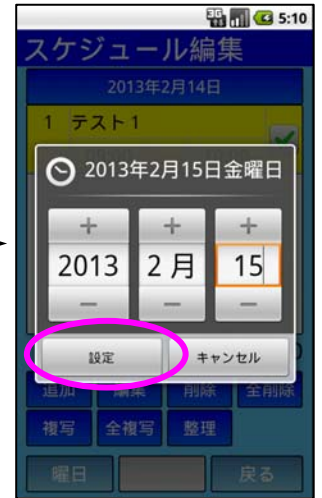 3G 5:10
スケジュール編集
2013年2月14日
1 テスト1
2013年2月15日金曜日
+ + +
2013 2月 15
− − −
設定 キャンセル
追加 編集 削除 全削除
複写 全複写 整理
曜日 戻る